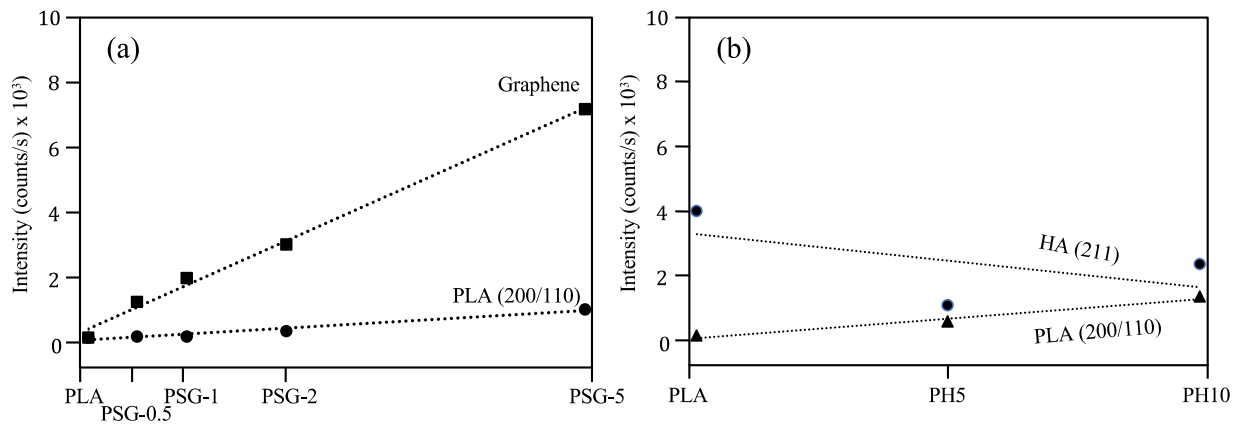 (a)
Intensity (counts/s) x 10³
10
8
6
4
2
0
Graphene
PLA (200/110)
PLA
PSG-0.5
PSG-1
PSG-2
PSG-5
(b)
Intensity (counts/s) x 10³
10
8
6
4
2
0
HA (211)
PLA (200/110)
PLA
PH5
PH10